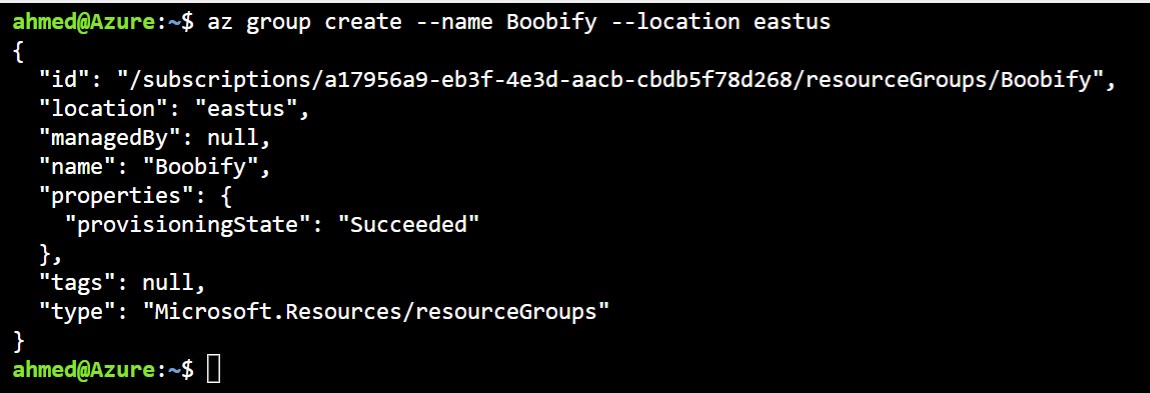 ahmed@Azure:~$ az group create --name Boobify --location eastus
{
  "id": "/subscriptions/a17956a9-eb3f-4e3d-aacb-cbdb5f78d268/resourceGroups/Boobify",
  "location": "eastus",
  "managedBy": null,
  "name": "Boobify",
  "properties": {
    "provisioningState": "Succeeded"
  },
  "tags": null,
  "type": "Microsoft.Resources/resourceGroups"
}
ahmed@Azure:~$